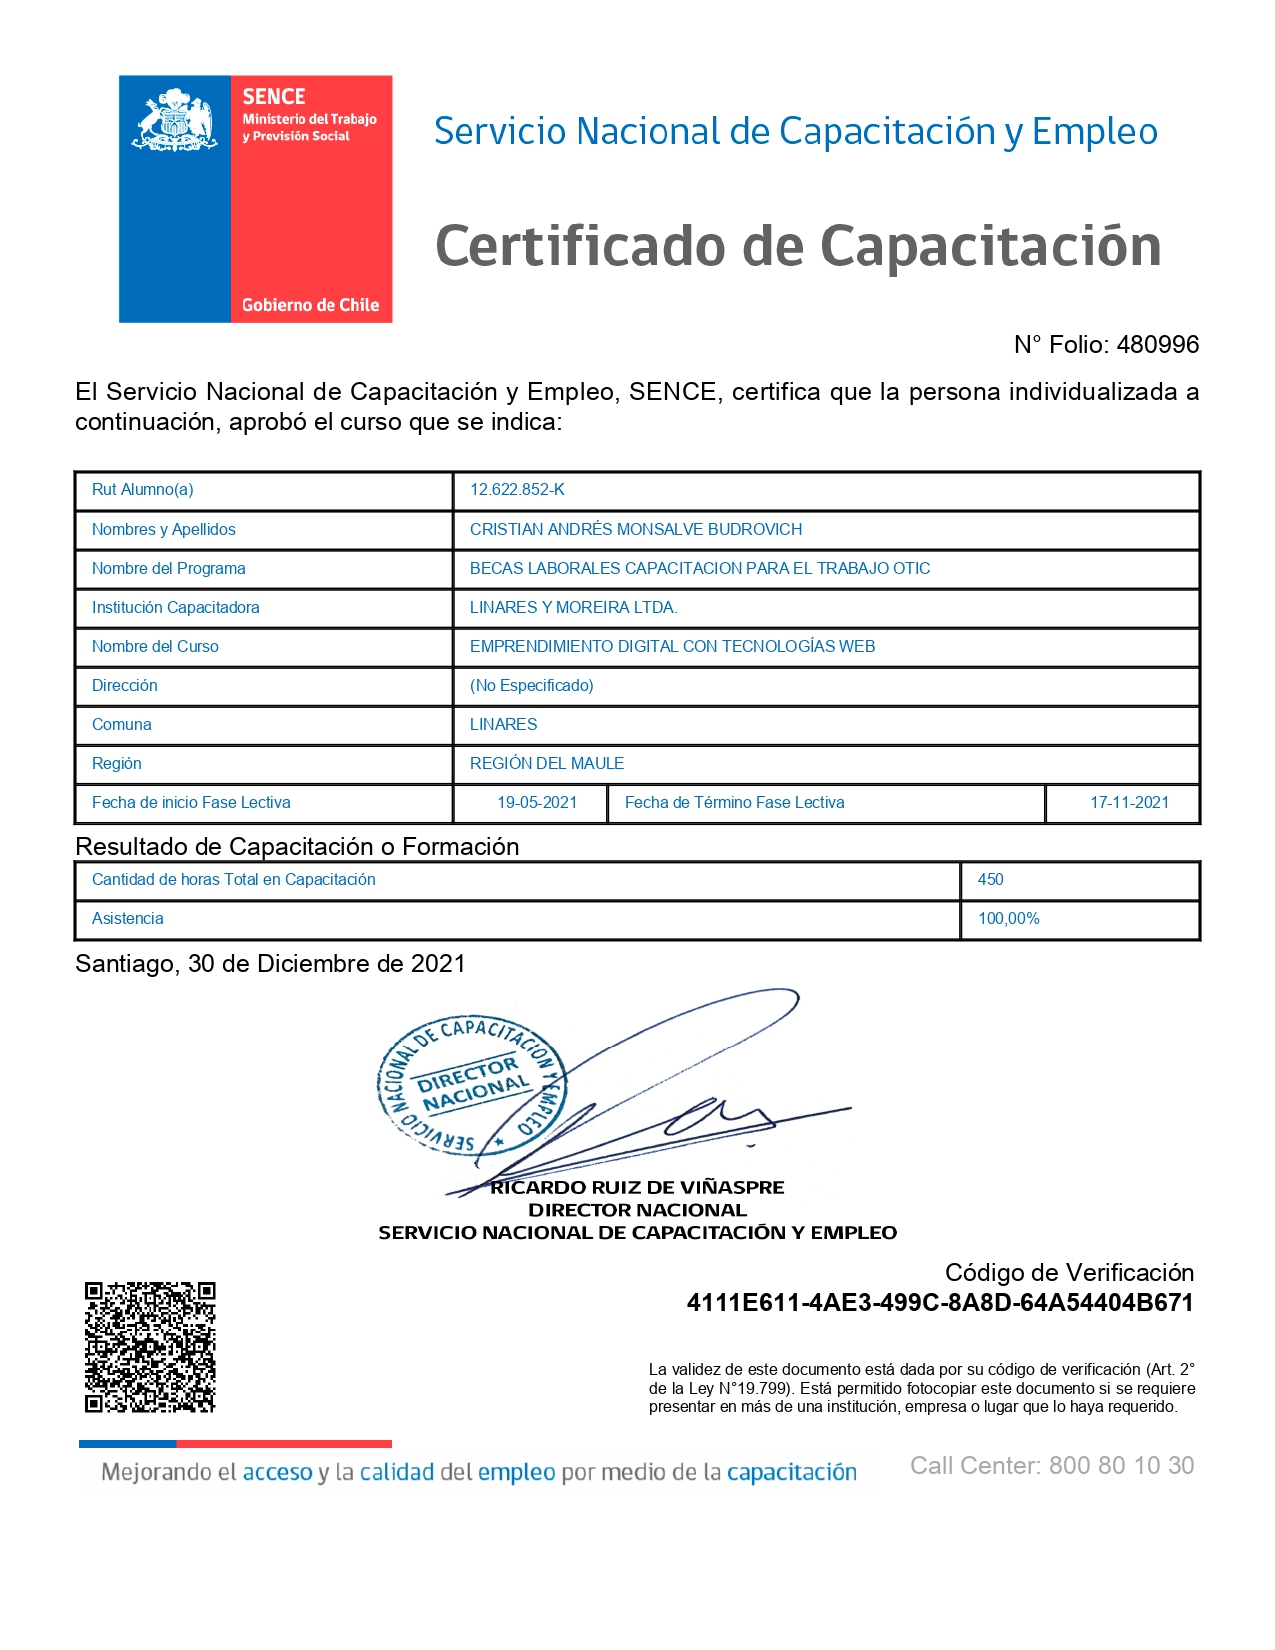 SENCE
Ministerio del Trabajo
y Previsión Social
Gobierno de Chile
Servicio Nacional de Capacitación y Empleo
Certificado de Capacitación
N° Folio: 480996
El Servicio Nacional de Capacitación y Empleo, SENCE, certifica que la persona individualizada a
continuación, aprobó el curso que se indica:
Rut Alumno(a) 12.622.852-K
Nombres y Apellidos CRISTIAN ANDRÉS MONSALVE BUDROVICH
Nombre del Programa BECAS LABORALES CAPACITACION PARA EL TRABAJO OTIC
Institución Capacitadora LINARES Y MOREIRA LTDA.
Nombre del Curso EMPRENDIMIENTO DIGITAL CON TECNOLOGÍAS WEB
Dirección (No Especificado)
Comuna LINARES
Región REGIÓN DEL MAULE
Fecha de inicio Fase Lectiva 19-05-2021 Fecha de Término Fase Lectiva 17-11-2021
Resultado de Capacitación o Formación
Cantidad de horas Total en Capacitación 450
Asistencia 100,00%
Santiago, 30 de Diciembre de 2021
SERVICIO NACIONAL DE CAPACITACION Y EMPLEO
DIRECTOR
NACIONAL
RICARDO RUIZ DE VIÑASPRE
DIRECTOR NACIONAL
SERVICIO NACIONAL DE CAPACITACIÓN Y EMPLEO
Código de Verificación
4111E611-4AE3-499C-8A8D-64A54404B671
La validez de este documento está dada por su código de verificación (Art. 2°
de la Ley N°19.799). Está permitido fotocopiar este documento si se requiere
presentar en más de una institución, empresa o lugar que lo haya requerido.
Mejorando el acceso y la calidad del empleo por medio de la capacitación
Call Center: 800 80 10 30